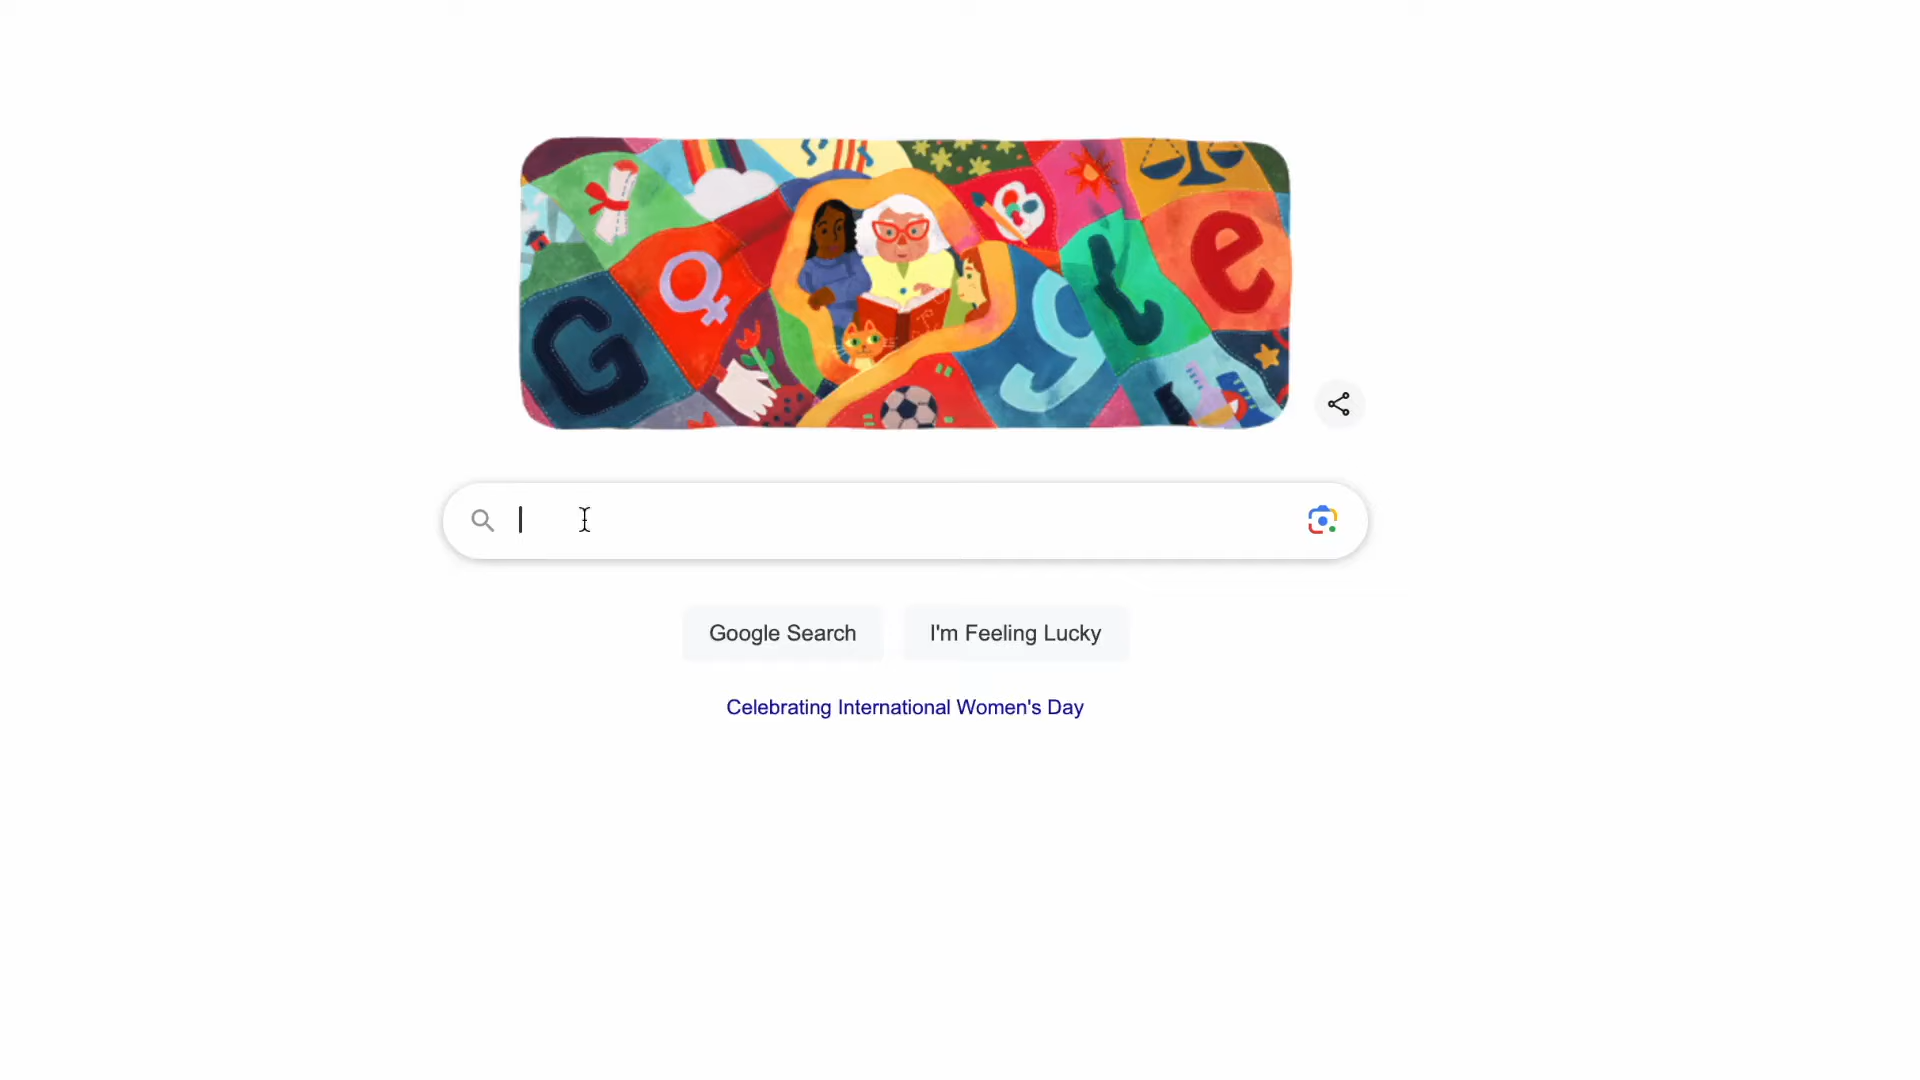 G g l e
Google Search
I'm Feeling Lucky
Celebrating International Women's Day